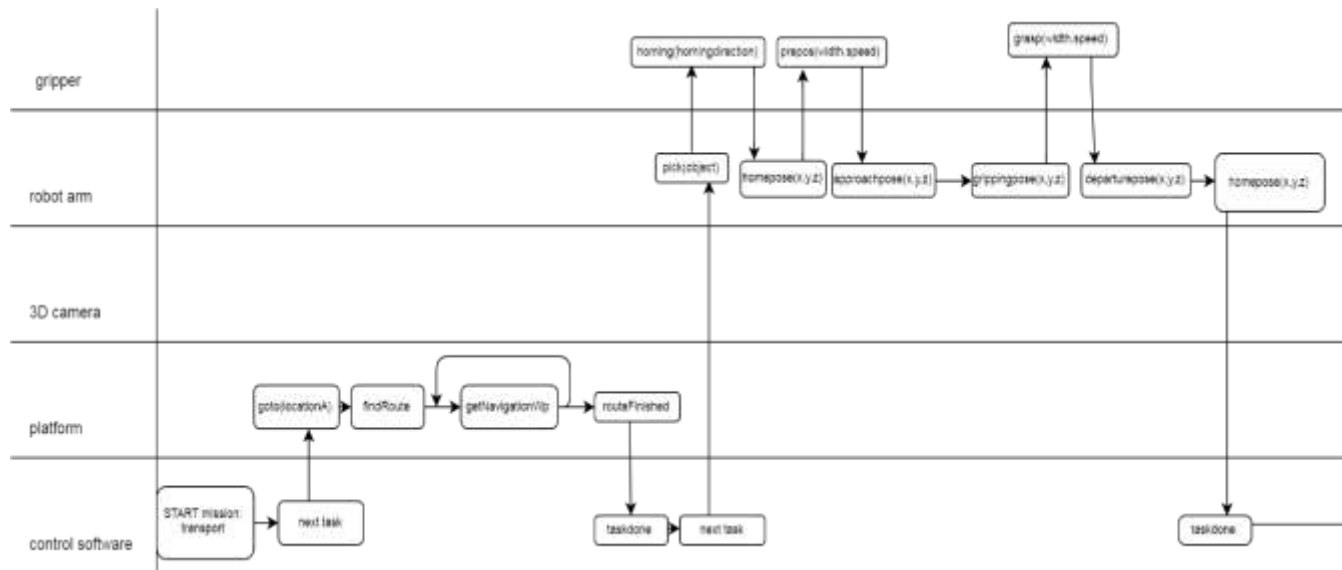 homing(homingdirection)
prepos(width,speed)
grasp(width,speed)
gripper
pick(object)
homepose(x,y,z)
approachpose(x,y,z)
grippingpose(x,y,z)
departurepose(x,y,z)
homepose(x,y,z)
robot arm
3D camera
goto(locationA)
findRoute
getNavigationWp
routeFinished
platform
START mission:
transport
next task
taskdone
next task
taskdone
control software